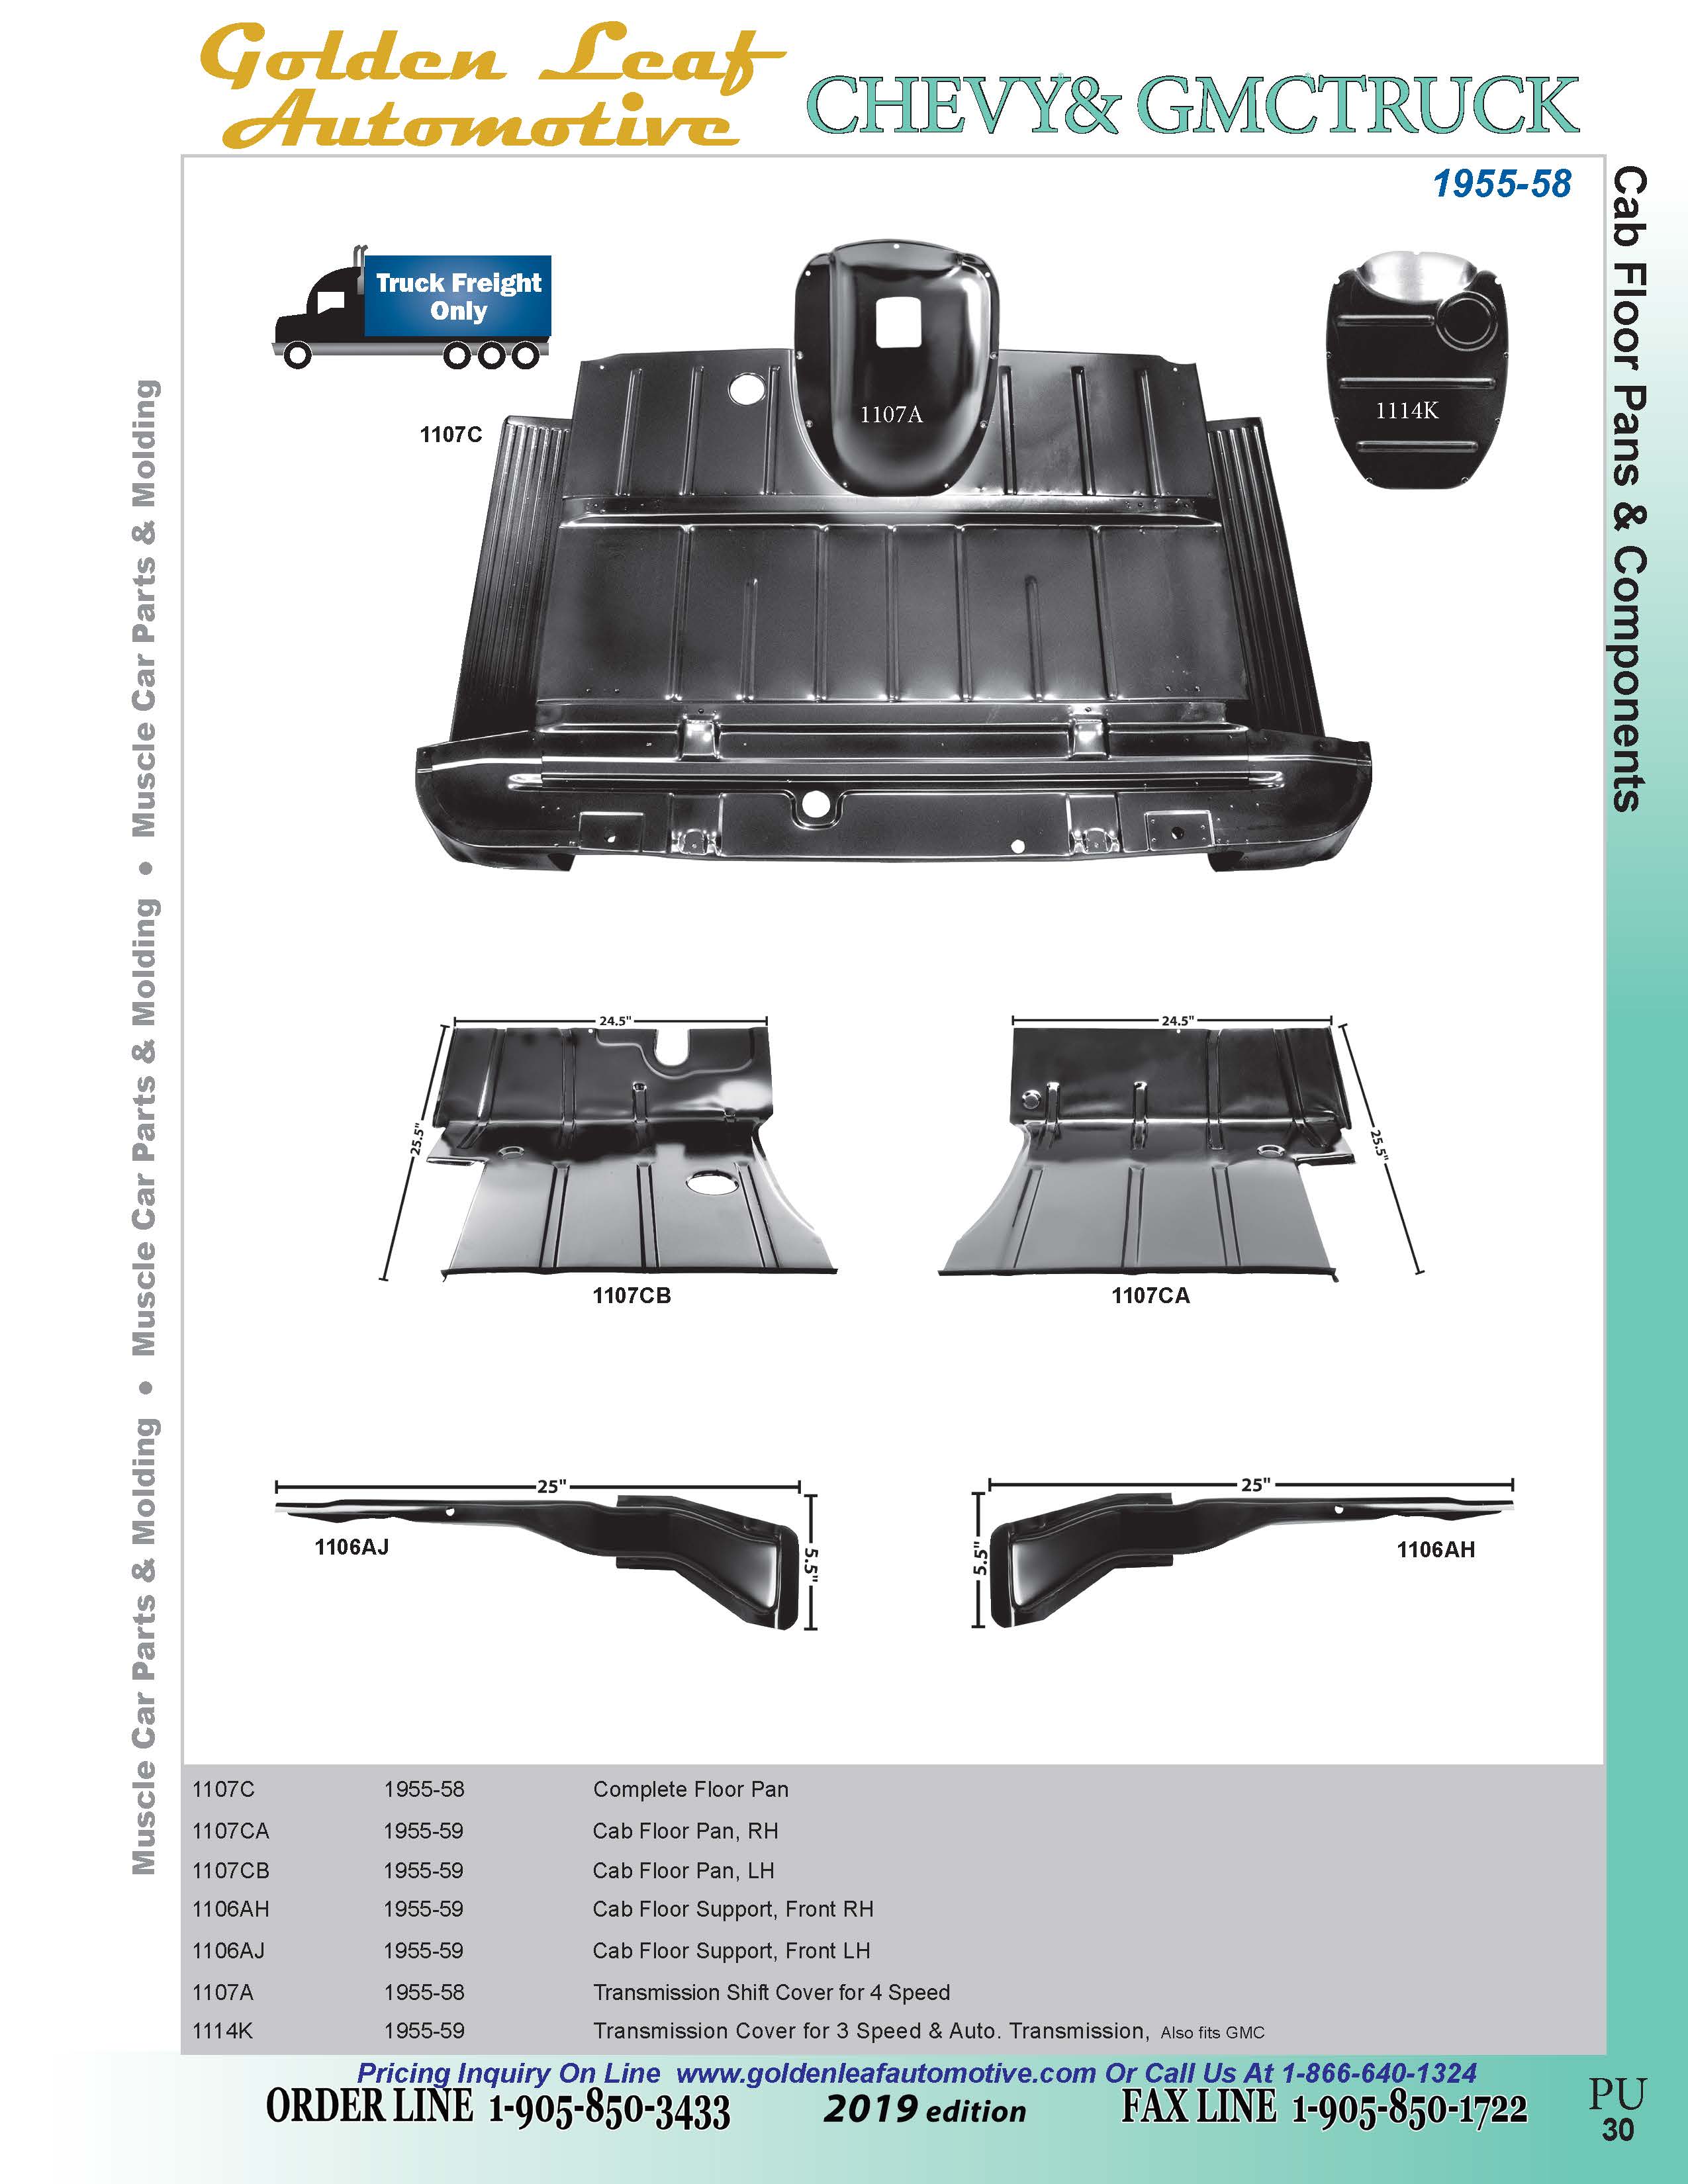 Golden Leaf
Automotive
CHEVY& GMCTRUCK
1955-58
Cab Floor Pans & Components
Truck Freight
Only
1107C
1107A
1114K
24.5"
25.5"
1107CB
24.5"
25.5"
1107CA
25"
5.5"
1106AJ
25"
5.5"
1106AH
Muscle Car Parts & Molding • Muscle Car Parts & Molding • Muscle Car Parts & Molding
1107C 1955-58 Complete Floor Pan
1107CA 1955-59 Cab Floor Pan, RH
1107CB 1955-59 Cab Floor Pan, LH
1106AH 1955-59 Cab Floor Support, Front RH
1106AJ 1955-59 Cab Floor Support, Front LH
1107A 1955-58 Transmission Shift Cover for 4 Speed
1114K 1955-59 Transmission Cover for 3 Speed & Auto. Transmission, Also fits GMC
Pricing Inquiry On Line www.goldenleafautomotive.com Or Call Us At 1-866-640-1324
ORDER LINE 1-905-850-3433 2019 edition FAX LINE 1-905-850-1722
PU
30